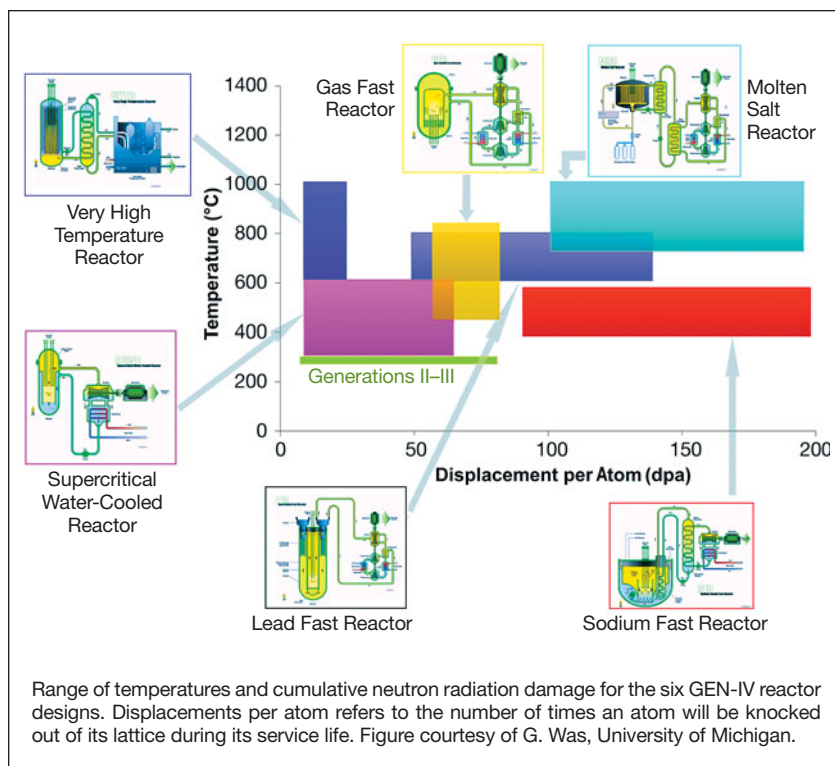 Gas Fast
Reactor
Molten
Salt
Reactor
Very High
Temperature
Reactor
Supercritical
Water-Cooled
Reactor
Temperature (°C)
1400
1200
1000
800
600
400
200
0
Generations II–III
0
50
100
150
200
Displacement per Atom (dpa)
Lead Fast Reactor
Sodium Fast Reactor
Range of temperatures and cumulative neutron radiation damage for the six GEN-IV reactor
designs. Displacements per atom refers to the number of times an atom will be knocked
out of its lattice during its service life. Figure courtesy of G. Was, University of Michigan.